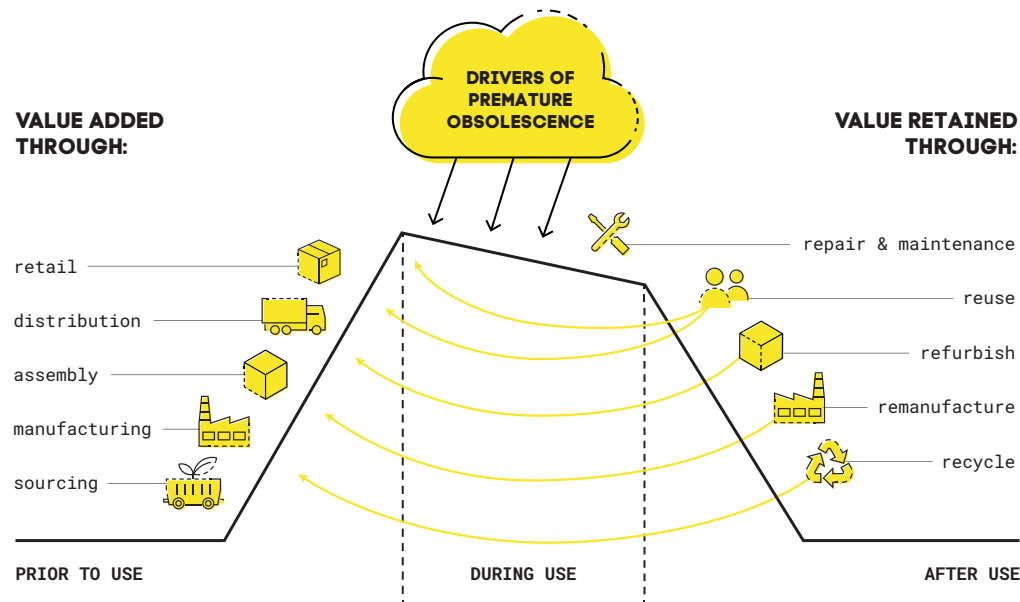 DRIVERS OF
PREMATURE
OBSOLESCENCE
VALUE ADDED
THROUGH:
VALUE RETAINED
THROUGH:
retail
distribution
assembly
manufacturing
sourcing
repair & maintenance
reuse
refurbish
remanufacture
recycle
PRIOR TO USE
DURING USE
AFTER USE